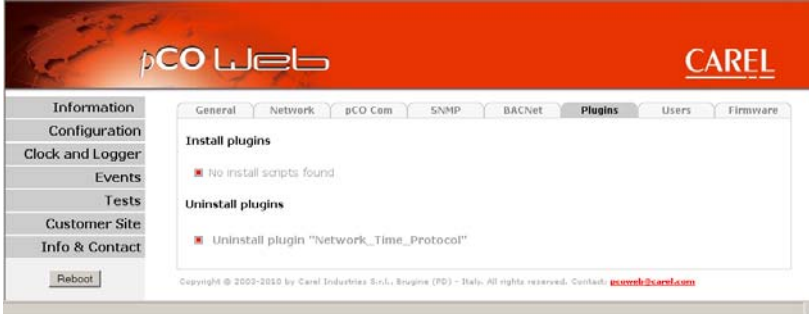 pCO Web
CAREL
Information
Configuration
Clock and Logger
Events
Tests
Customer Site
Info & Contact
Reboot
General Network pCO Com SNMP BACNet Plugins Users Firmware
Install plugins
No install scripts found
Uninstall plugins
Uninstall plugin "Network_Time_Protocol"
Copyright © 2003-2010 by Carel Industries S.r.l., Brugine (PD) - Italy. All rights reserved. Contact: pcoweb@carel.com